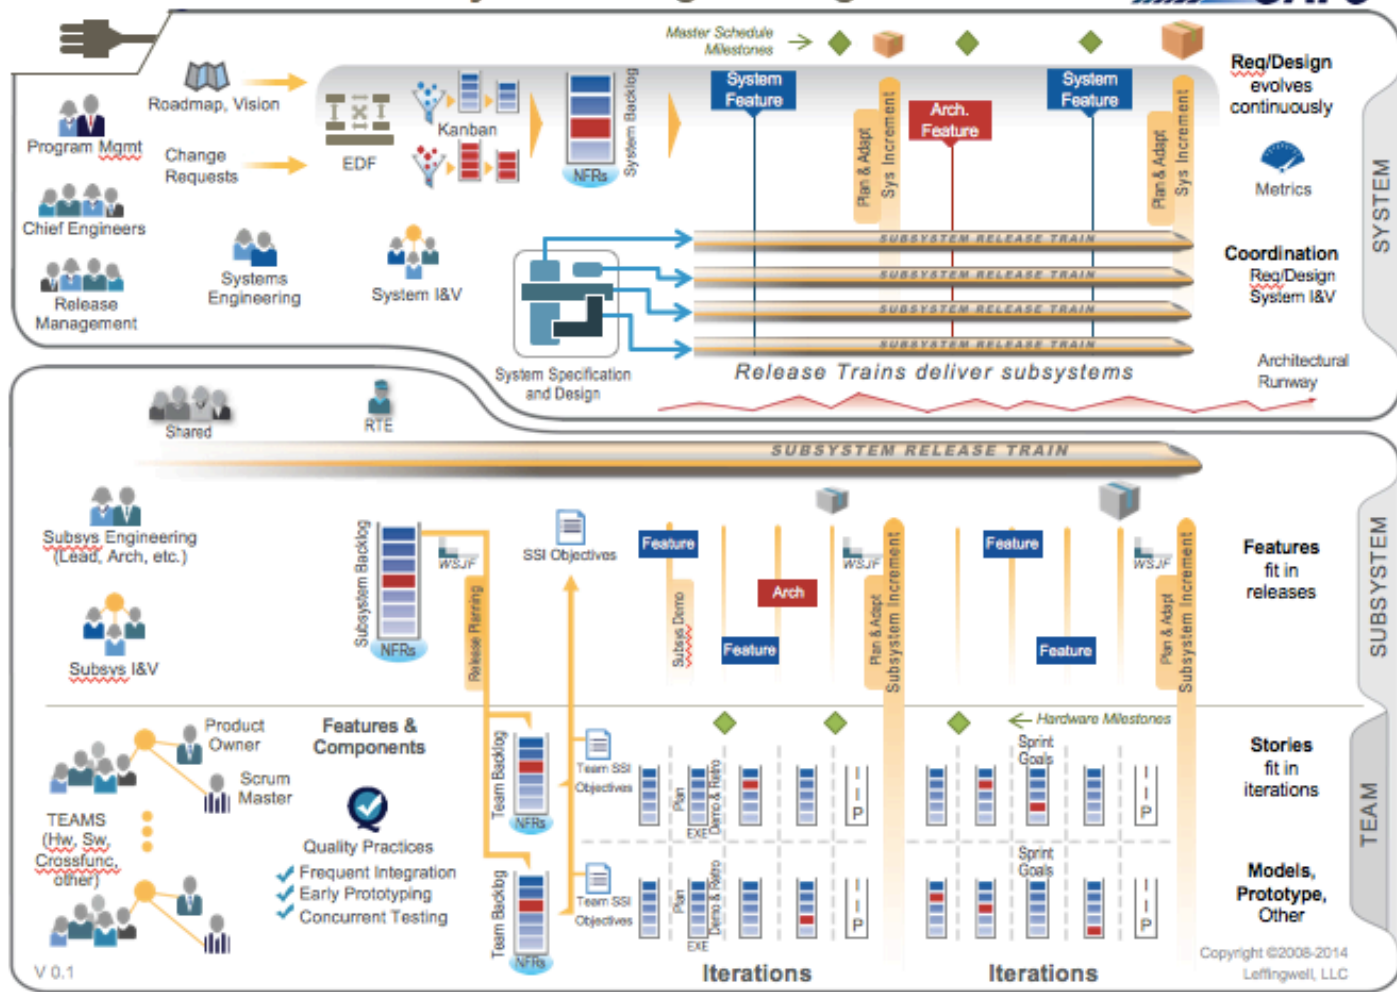 Master Schedule
Milestones
Roadmap, Vision
Program Mgmt
Change
Requests
EDF
Kanban
System Backlog
NFRs
System
Feature
Arch.
Feature
System
Feature
Plan & Adapt
Sys Increment
Plan & Adapt
Sys Increment
Req/Design
evolves
continuously
Metrics
SYSTEM
Chief Engineers
Systems
Engineering
System I&V
Release
Management
SUBSYSTEM RELEASE TRAIN
SUBSYSTEM RELEASE TRAIN
SUBSYSTEM RELEASE TRAIN
SUBSYSTEM RELEASE TRAIN
Coordination
Req/Design
System I&V
System Specification
and Design
Release Trains deliver subsystems
Architectural
Runway
Shared
RTE
SUBSYSTEM RELEASE TRAIN
Subsys Engineering
(Lead, Arch, etc.)
Subsys I&V
Subsystem Backlog
NFRs
WSJF
Release Planning
SSI Objectives
Feature
Subsys Demo
Feature
Arch
WSJF
Plan & Adapt
Subsystem Increment
Feature
Feature
WSJF
Plan & Adapt
Subsystem Increment
Features
fit in
releases
SUBSYSTEM
Product
Owner
Scrum
Master
TEAMS
(Hw, Sw,
Crossfunc,
other)
Features &
Components
Quality Practices
Frequent Integration
Early Prototyping
Concurrent Testing
Team Backlog
NFRs
Team SSI
Objectives
Plan
EXE
Demo & Retro
I
I
P
Hardware Milestones
Sprint
Goals
I
I
P
Stories
fit in
iterations
TEAM
Team Backlog
NFRs
Team SSI
Objectives
Plan
EXE
Demo & Retro
I
I
P
Sprint
Goals
I
I
P
Models,
Prototype,
Other
Iterations
Iterations
V 0.1
Copyright ©2008-2014
Leffingwell, LLC